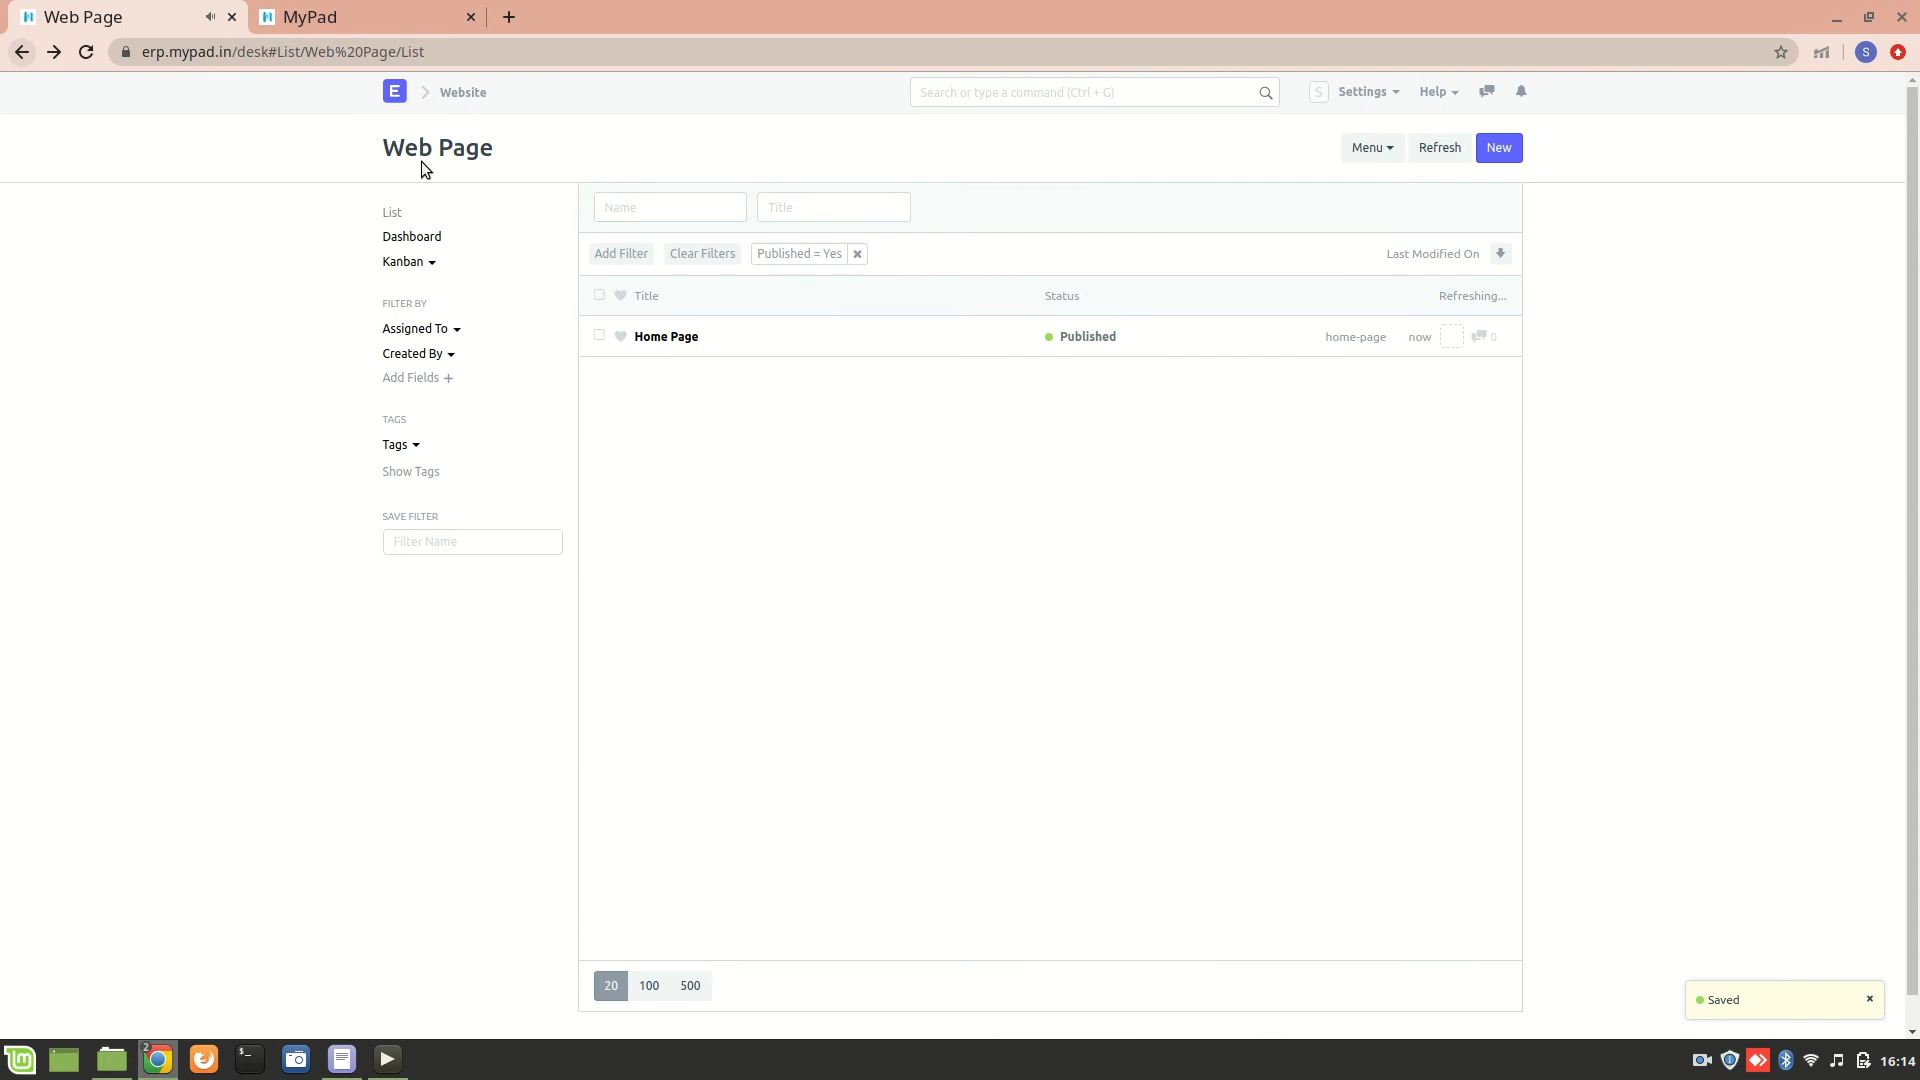 Web Page
MyPad
erp.mypad.in/desk#List/Web%20Page/List
S
E
Website
Search or type a command (Ctrl + G)
S
Settings
Help
Web Page
Menu
Refresh
New
List
Dashboard
Kanban
FILTER BY
Assigned To
Created By
Add Fields +
TAGS
Tags
Show Tags
SAVE FILTER
Filter Name
Name
Title
Add Filter
Clear Filters
Published = Yes
Last Modified On
Title
Status
Refreshing...
Home Page
Published
home-page
now
0
20
100
500
Saved
2
16:14